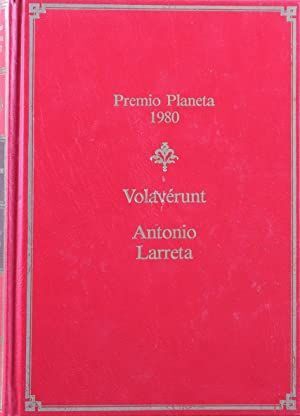 Premio Planeta
1980
Volavérunt
Antonio
Larreta